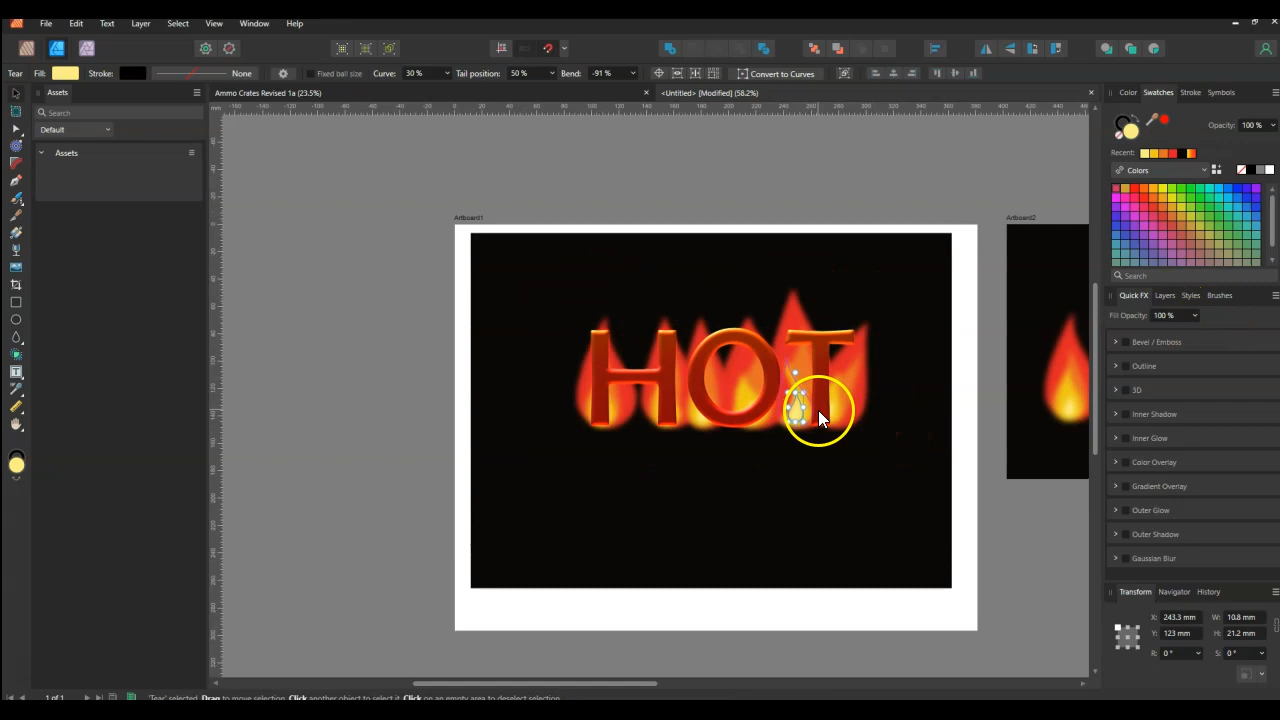 File Edit Text Layer Select View Window Help
Tear Fill: Stroke: None Fixed ball size Curve: 30 % Tail position: 50 % Bend: -91 % Convert to Curves
Assets
Search
Default
Assets
Ammo Crates Revised 1a (23.5%)
<Untitled> [Modified] (58.2%)
mm
Artboard1
Artboard2
HOT
Color Swatches Stroke Symbols
Opacity: 100 %
Recent:
Colors
Search
Quick FX Layers Styles Brushes
Fill Opacity: 100 %
Bevel / Emboss
Outline
3D
Inner Shadow
Inner Glow
Color Overlay
Gradient Overlay
Outer Glow
Outer Shadow
Gaussian Blur
Transform Navigator History
X: 243.3 mm W: 10.8 mm
Y: 123 mm H: 21.2 mm
R: 0 ° S: 0 °
1 of 1
'Tear' selected. Drag to move selection. Click another object to select it. Click on an empty area to deselect selection.